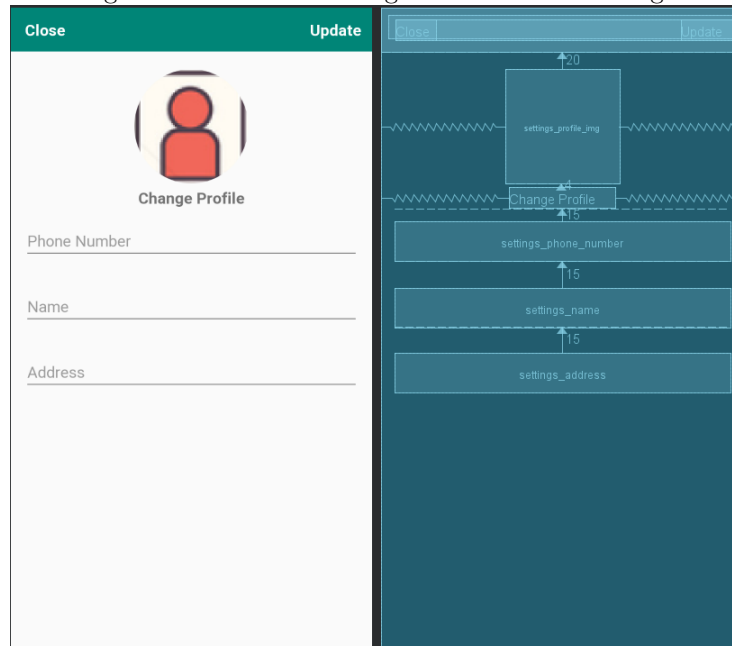 Close Update
Change Profile
Phone Number
Name
Address
Close Update
20
settings_profile_img
4
Change Profile
15
settings_phone_number
15
settings_name
15
settings_address